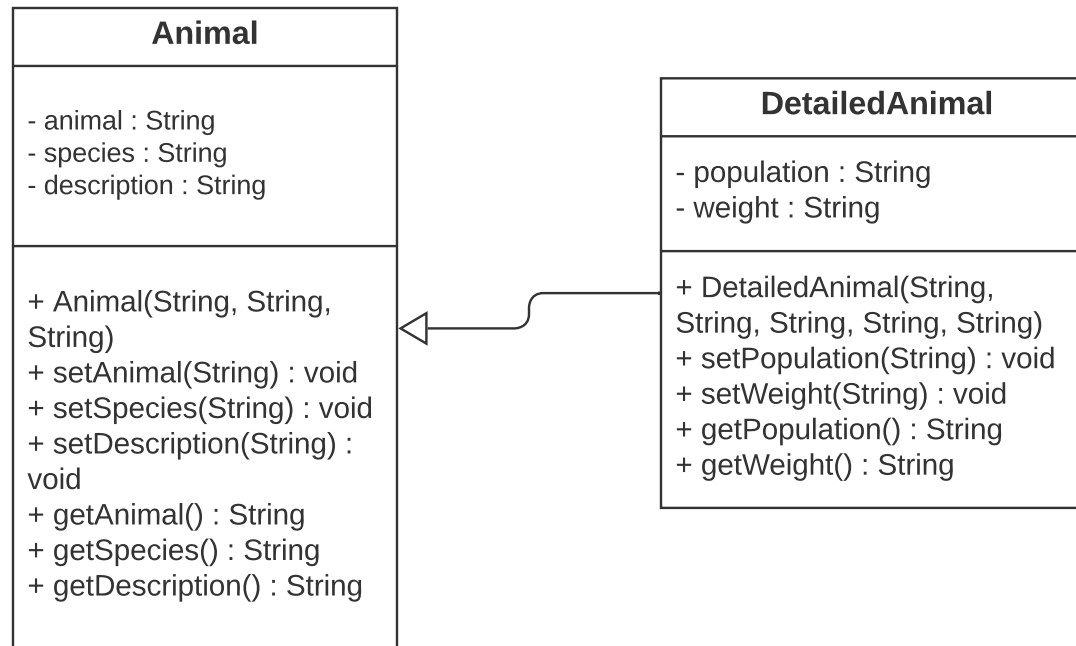 Animal
- animal : String
- species : String
- description : String
+ Animal(String, String,
String)
+ setAnimal(String) : void
+ setSpecies(String) : void
+ setDescription(String) :
void
+ getAnimal() : String
+ getSpecies() : String
+ getDescription() : String
DetailedAnimal
- population : String
- weight : String
+ DetailedAnimal(String,
String, String, String, String)
+ setPopulation(String) : void
+ setWeight(String) : void
+ getPopulation() : String
+ getWeight() : String